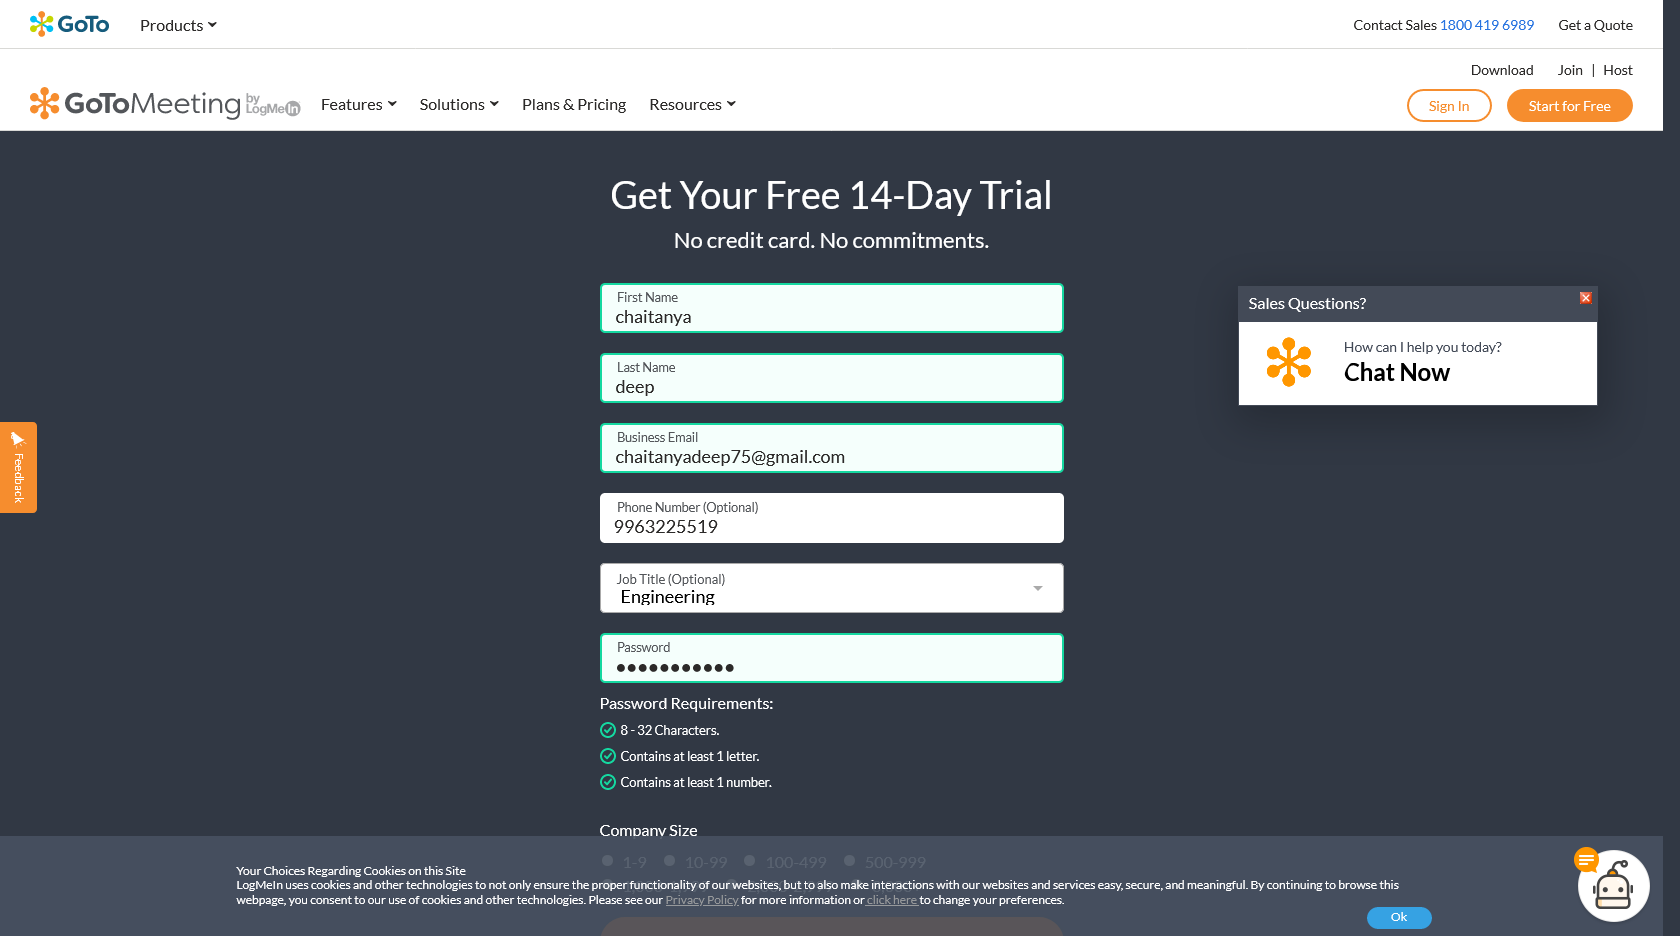 GoTo
Products
Contact Sales 1800 419 6989
Get a Quote
Download
Join | Host
GoToMeeting by LogMeIn
Features
Solutions
Plans & Pricing
Resources
Sign In
Start for Free
Get Your Free 14-Day Trial
No credit card. No commitments.
First Name
chaitanya
Last Name
deep
Business Email
chaitanyadeep75@gmail.com
Phone Number (Optional)
9963225519
Job Title (Optional)
Engineering
Password
Password Requirements:
8 - 32 Characters.
Contains at least 1 letter.
Contains at least 1 number.
Company Size
1-9
10-99
100-499
500-999
Sales Questions?
How can I help you today?
Chat Now
Feedback
Your Choices Regarding Cookies on this Site
LogMeIn uses cookies and other technologies to not only ensure the proper functionality of our websites, but to also make interactions with our websites and services easy, secure, and meaningful. By continuing to browse this
webpage, you consent to our use of cookies and other technologies. Please see our Privacy Policy for more information or click here to change your preferences.
Ok